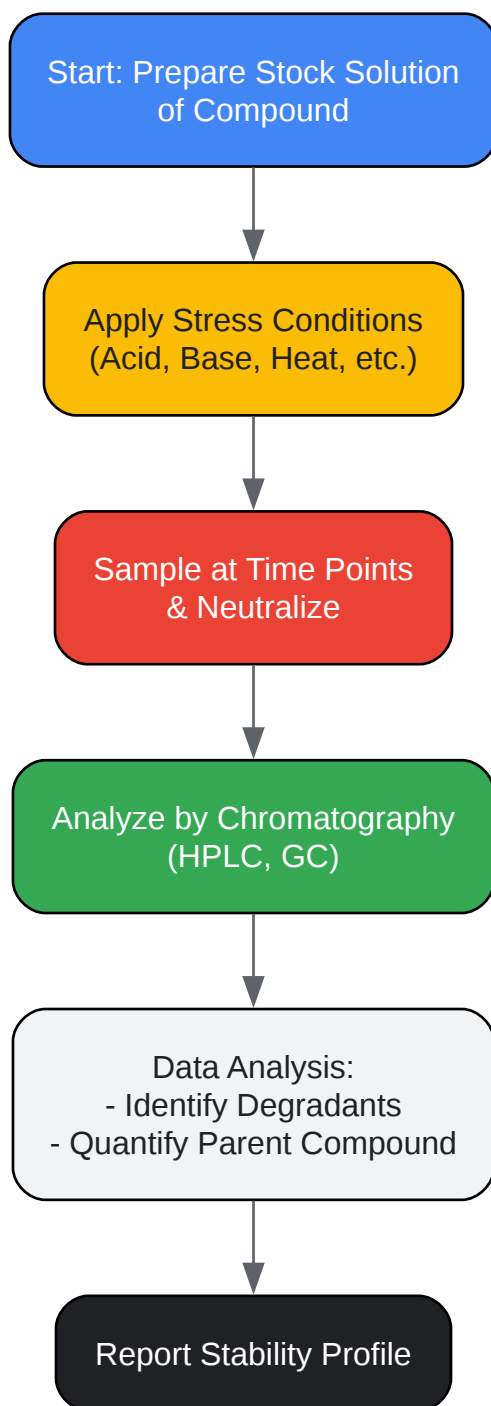 Start: Prepare Stock Solution
of Compound
Apply Stress Conditions
(Acid, Base, Heat, etc.)
Sample at Time Points
& Neutralize
Analyze by Chromatography
(HPLC, GC)
Data Analysis:
- Identify Degradants
- Quantify Parent Compound
Report Stability Profile